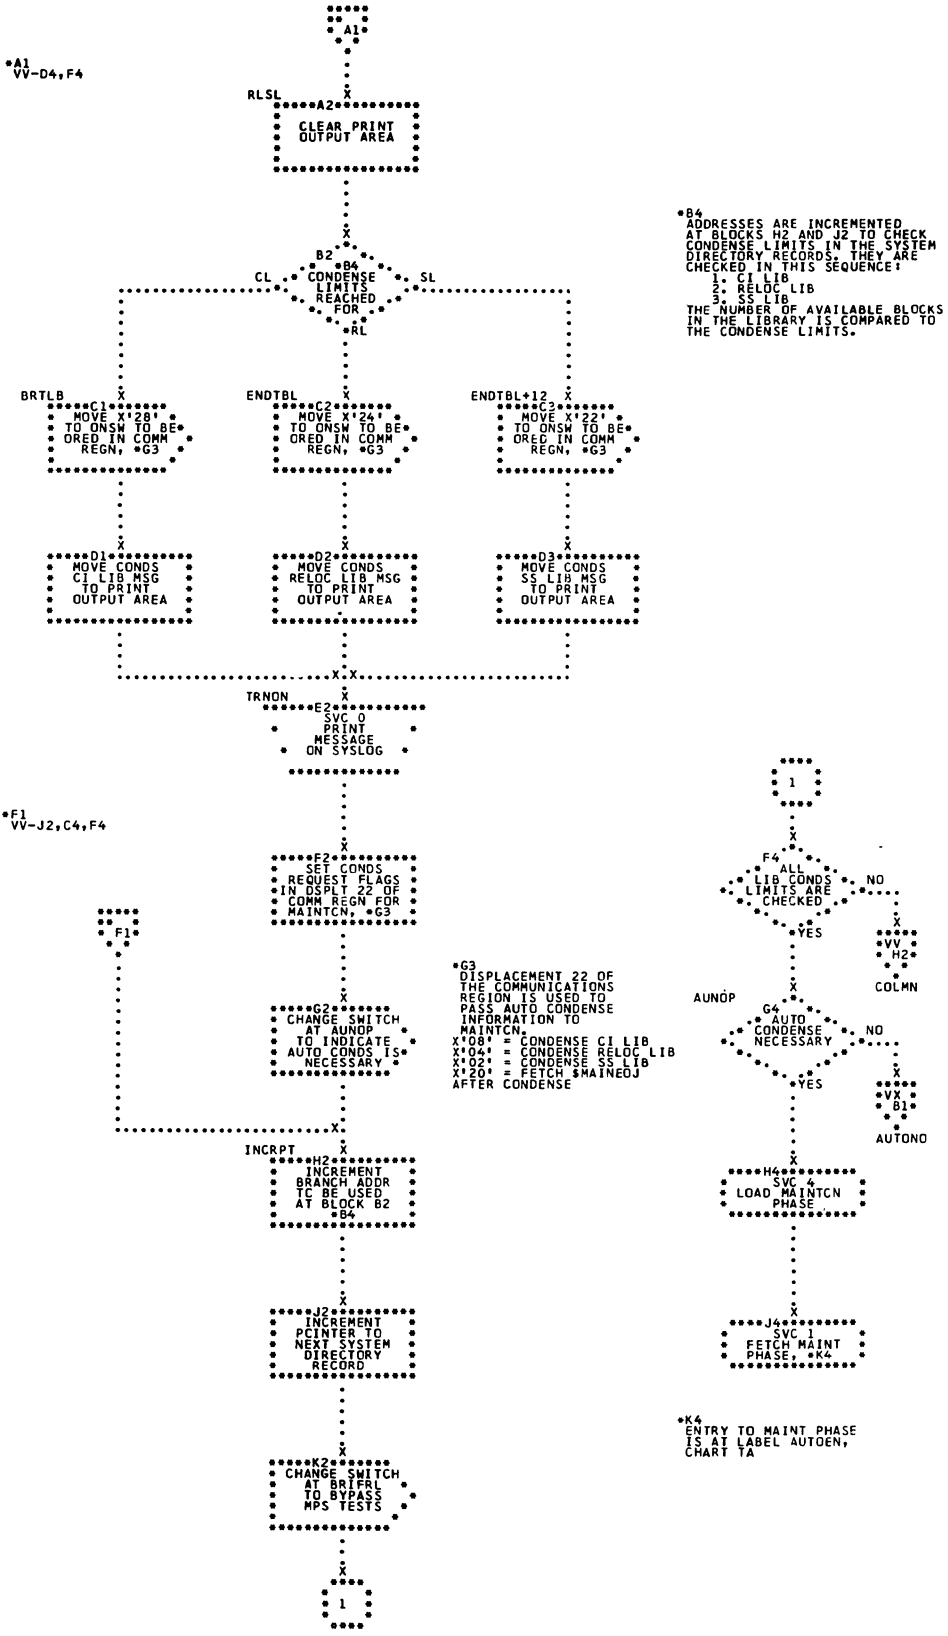 A1
*A1
VV-D4,F4
RLSL
A2
CLEAR PRINT
OUTPUT AREA
B2
*B4
CONDENSE
LIMITS
REACHED
FOR
CL
SL
RL
*B4
ADDRESSES ARE INCREMENTED
AT BLOCKS H2 AND J2 TO CHECK
CONDENSE LIMITS IN THE SYSTEM
DIRECTORY RECORDS. THEY ARE
CHECKED IN THIS SEQUENCE:
1. CI LIB
2. RELOC LIB
3. SS LIB
THE NUMBER OF AVAILABLE BLOCKS
IN THE LIBRARY IS COMPARED TO
THE CONDENSE LIMITS.
BRTLB
C1
MOVE X'28'
TO ONSW TO BE
ORED IN COMM
REGN, *G3
ENDTBL
C2
MOVE X'24'
TO ONSW TO BE
ORED IN COMM
REGN, *G3
ENDTBL+12
C3
MOVE X'22'
TO ONSW TO BE
ORED IN COMM
REGN, *G3
D1
MOVE CONDS
CI LIB MSG
TO PRINT
OUTPUT AREA
D2
MOVE CONDS
RELOC LIB MSG
TO PRINT
OUTPUT AREA
D3
MOVE CONDS
SS LIB MSG
TO PRINT
OUTPUT AREA
TRNON
E2
SVC 0
PRINT
MESSAGE
ON SYSLOG
*F1
VV-J2,C4,F4
F2
SET CONDS
REQUEST FLAGS
IN DSPLT 22 OF
COMM REGN FOR
MAINTCN, *G3
F1
G2
CHANGE SWITCH
AT AUNOP
TO INDICATE
AUTO CONDS IS
NECESSARY
*G3
DISPLACEMENT 22 OF
THE COMMUNICATIONS
REGION IS USED TO
PASS AUTO CONDENSE
INFORMATION TO
MAINTCN.
X'08' = CONDENSE CI LIB
X'04' = CONDENSE RELOC LIB
X'02' = CONDENSE SS LIB
X'20' = FETCH $MAINEOJ
AFTER CONDENSE
INCRPT
H2
INCREMENT
BRANCH ADDR
TC BE USED
AT BLOCK B2
*B4
J2
INCREMENT
PCINTER TO
NEXT SYSTEM
DIRECTORY
RECORD
K2
CHANGE SWITCH
AT BRIFRL
TO BYPASS
MPS TESTS
1
1
F4
ALL
LIB CONDS
LIMITS ARE
CHECKED
NO
YES
VV
H2
COLMN
AUNOP
G4
AUTO
CONDENSE
NECESSARY
NO
YES
VX
B1
AUTONO
H4
SVC 4
LOAD MAINTCN
PHASE
J4
SVC 1
FETCH MAINT
PHASE, *K4
*K4
ENTRY TO MAINT PHASE
IS AT LABEL AUTOEN,
CHART TA